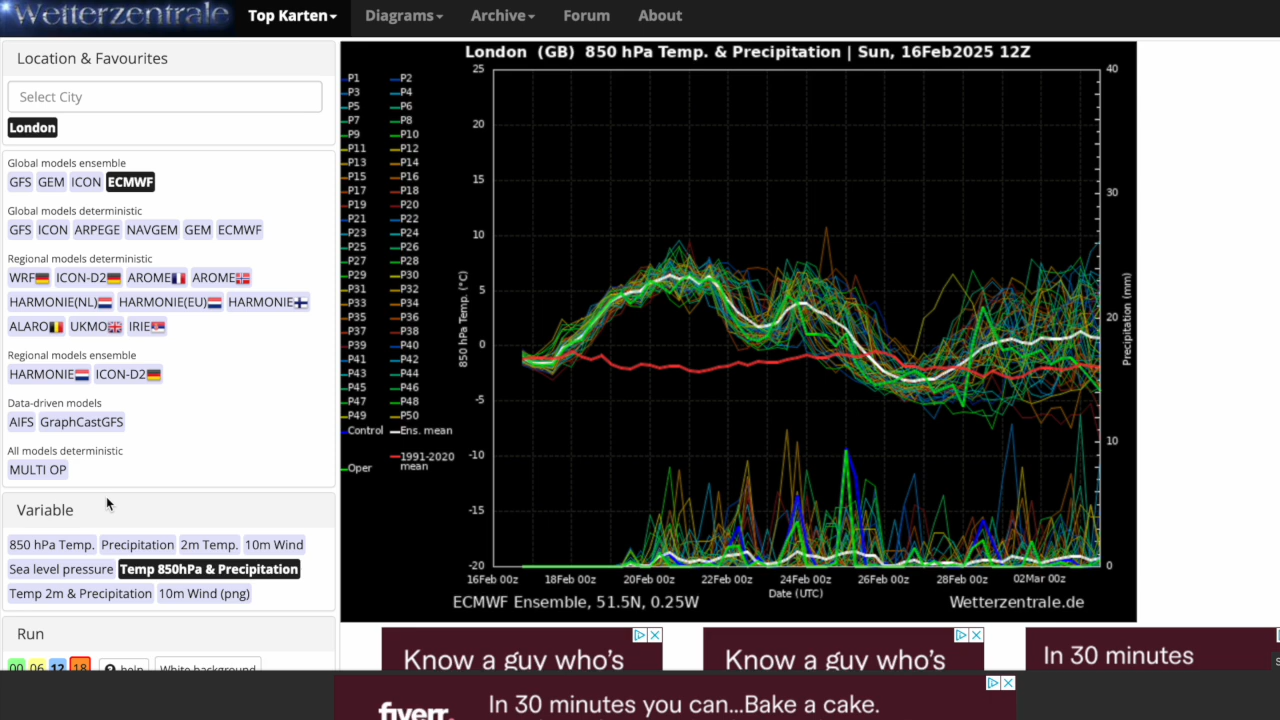 Wetterzentrale
Top Karten Diagrams Archive Forum About
Location & Favourites
Select City
London
Global models ensemble
GFS GEM ICON ECMWF
Global models deterministic
GFS ICON ARPEGE NAVGEM GEM ECMWF
Regional models deterministic
WRF ICON-D2 AROME AROME
HARMONIE(NL) HARMONIE(EU) HARMONIE
ALARO UKMO IRIE
Regional models ensemble
HARMONIE ICON-D2
Data-driven models
AIFS GraphCastGFS
All models deterministic
MULTI OP
Variable
850 hPa Temp. Precipitation 2m Temp. 10m Wind
Sea level pressure Temp 850hPa & Precipitation
Temp 2m & Precipitation 10m Wind (png)
Run
00 06 12 18 ? help White background
London (GB) 850 hPa Temp. & Precipitation | Sun, 16Feb2025 12Z
P1 P2
P3 P4
P5 P6
P7 P8
P9 P10
P11 P12
P13 P14
P15 P16
P17 P18
P19 P20
P21 P22
P23 P24
P25 P26
P27 P28
P29 P30
P31 P32
P33 P34
P35 P36
P37 P38
P39 P40
P41 P42
P43 P44
P45 P46
P47 P48
P49 P50
Control Ens. mean
1991-2020
mean
Oper
850 hPa Temp. (°C)
25
20
15
10
5
0
-5
-10
-15
-20
40
30
20
10
0
Precipitation (mm)
16Feb 00z 18Feb 00z 20Feb 00z 22Feb 00z 24Feb 00z 26Feb 00z 28Feb 00z 02Mar 00z
Date (UTC)
ECMWF Ensemble, 51.5N, 0.25W Wetterzentrale.de
Know a guy who's
Know a guy who's
In 30 minutes
fiverr.
In 30 minutes you can...Bake a cake.